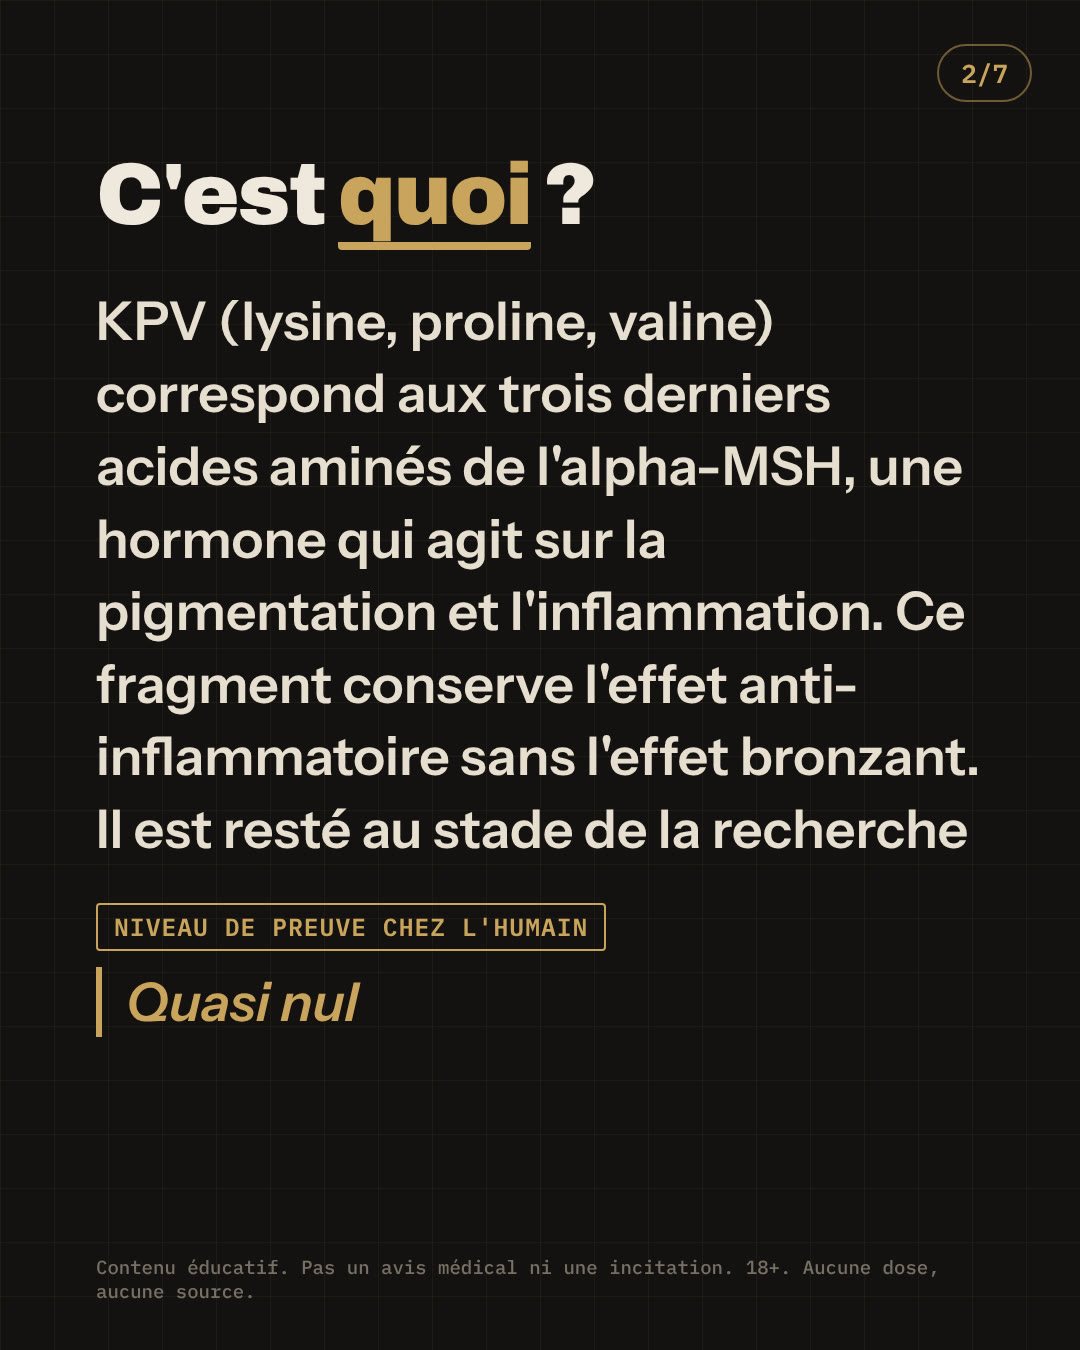 2/7
C'est quoi ?
KPV (lysine, proline, valine)
correspond aux trois derniers
acides aminés de l'alpha-MSH, une
hormone qui agit sur la
pigmentation et l'inflammation. Ce
fragment conserve l'effet anti-
inflammatoire sans l'effet bronzant.
Il est resté au stade de la recherche
NIVEAU DE PREUVE CHEZ L'HUMAIN
Quasi nul
Contenu éducatif. Pas un avis médical ni une incitation. 18+. Aucune dose,
aucune source.